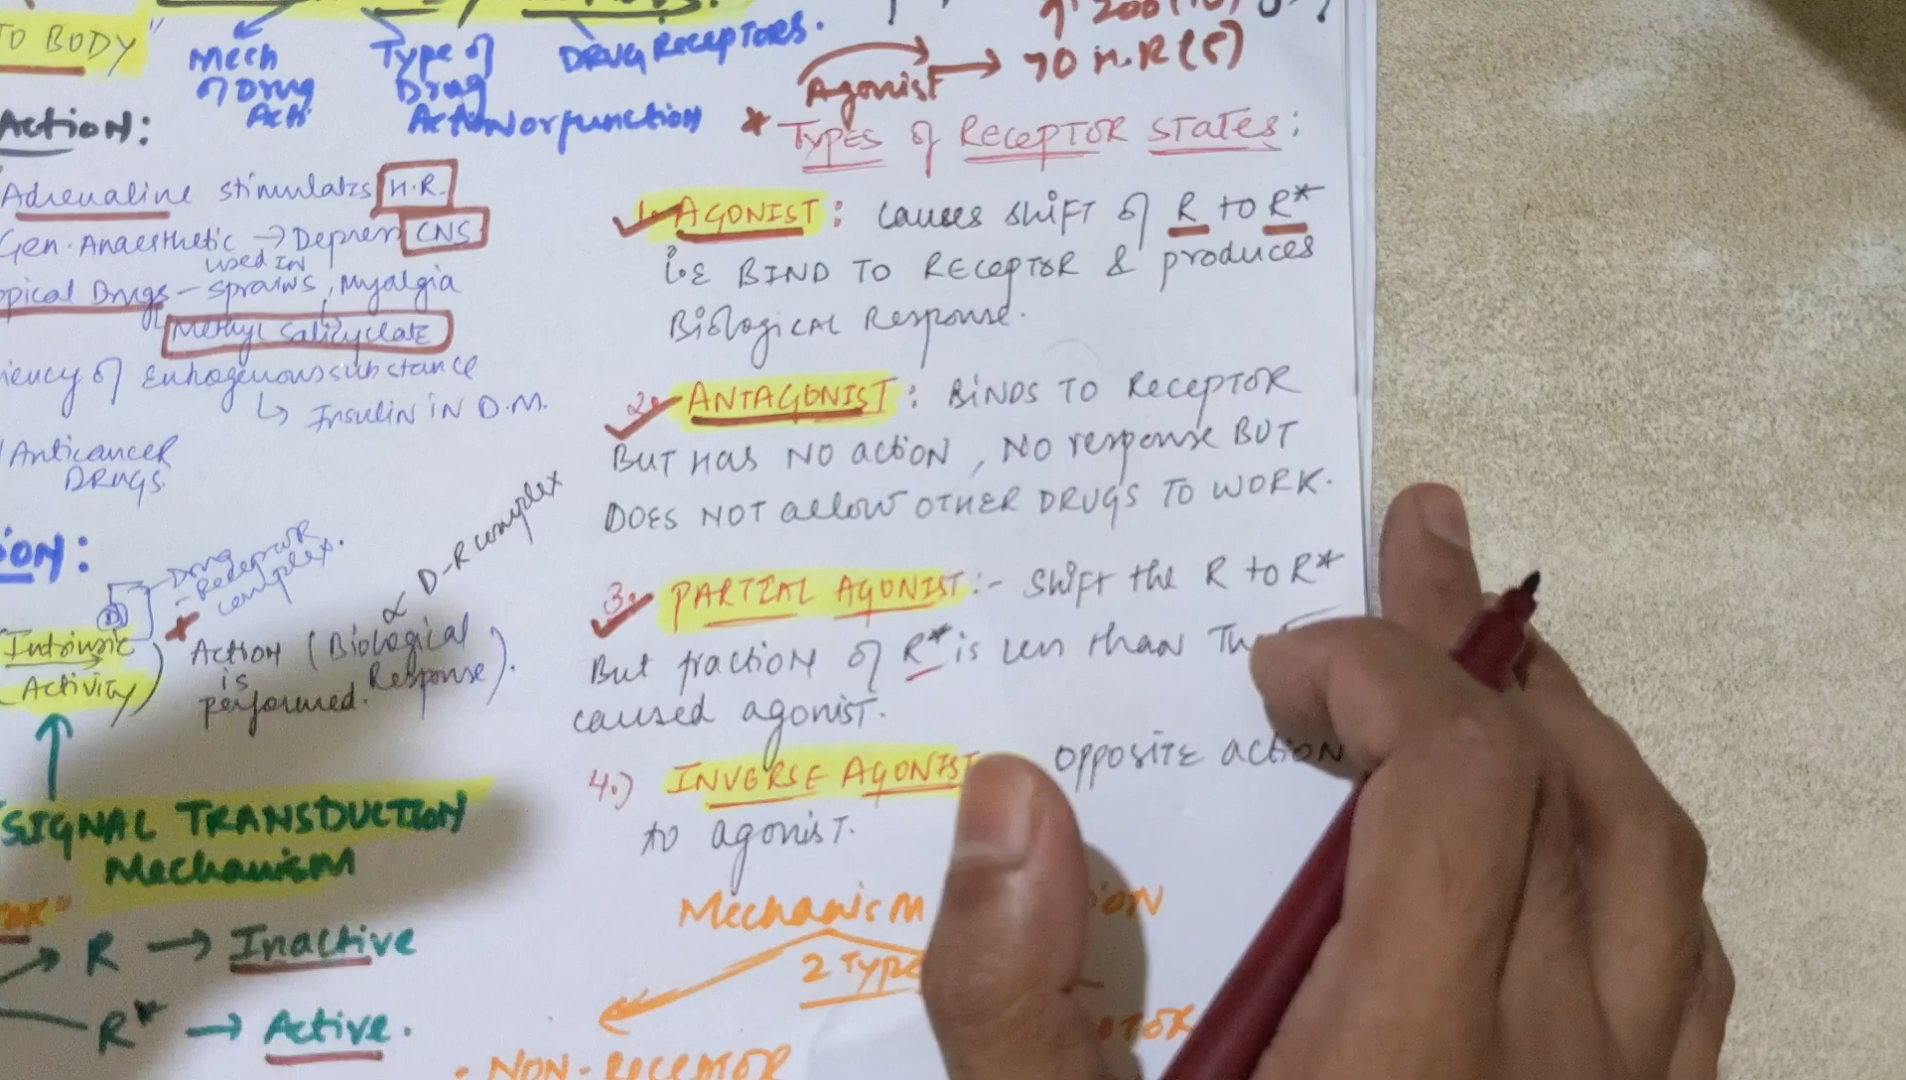 TO BODY"
Mech
of Drug
Acti
Type of
Drug
Action or function
DRUG RECEPTORS.
Agonist → 70 H.R (5)
Action:
Adrenaline stimulates H.R.
Gen. Anaesthetic → Depress CNS
used in
opical Drugs - sprains, Myalgia
Methyl Salicylate
iency of Enhogenous substance
↳ Insulin in D.M.
Anticancer
DRUGS
ION:
Drug
- Receptor
complex.
D
Intrinsic
Activity)
Action (Biological
is Response).
performed.
∝ D-R complex
SIGNAL TRANSDUCTION
Mechanism
R → Inactive
R* → Active.
* Types of Receptor States:
1. AGONIST: causes shift of R to R*
i.e BIND TO RECEPTOR & produces
Biological Response.
2. ANTAGONIST: Binds to Receptor
But has no action, No response BUT
DOES NOT allow OTHER DRUGS TO WORK.
3. PARTIAL AGONIST:- Shift the R to R*
But fraction of R* is less than
caused agonist.
4.) INVERSE AGONIST opposite action
to agonist.
Mechanism
2 Type
• NON-RECEPTOR